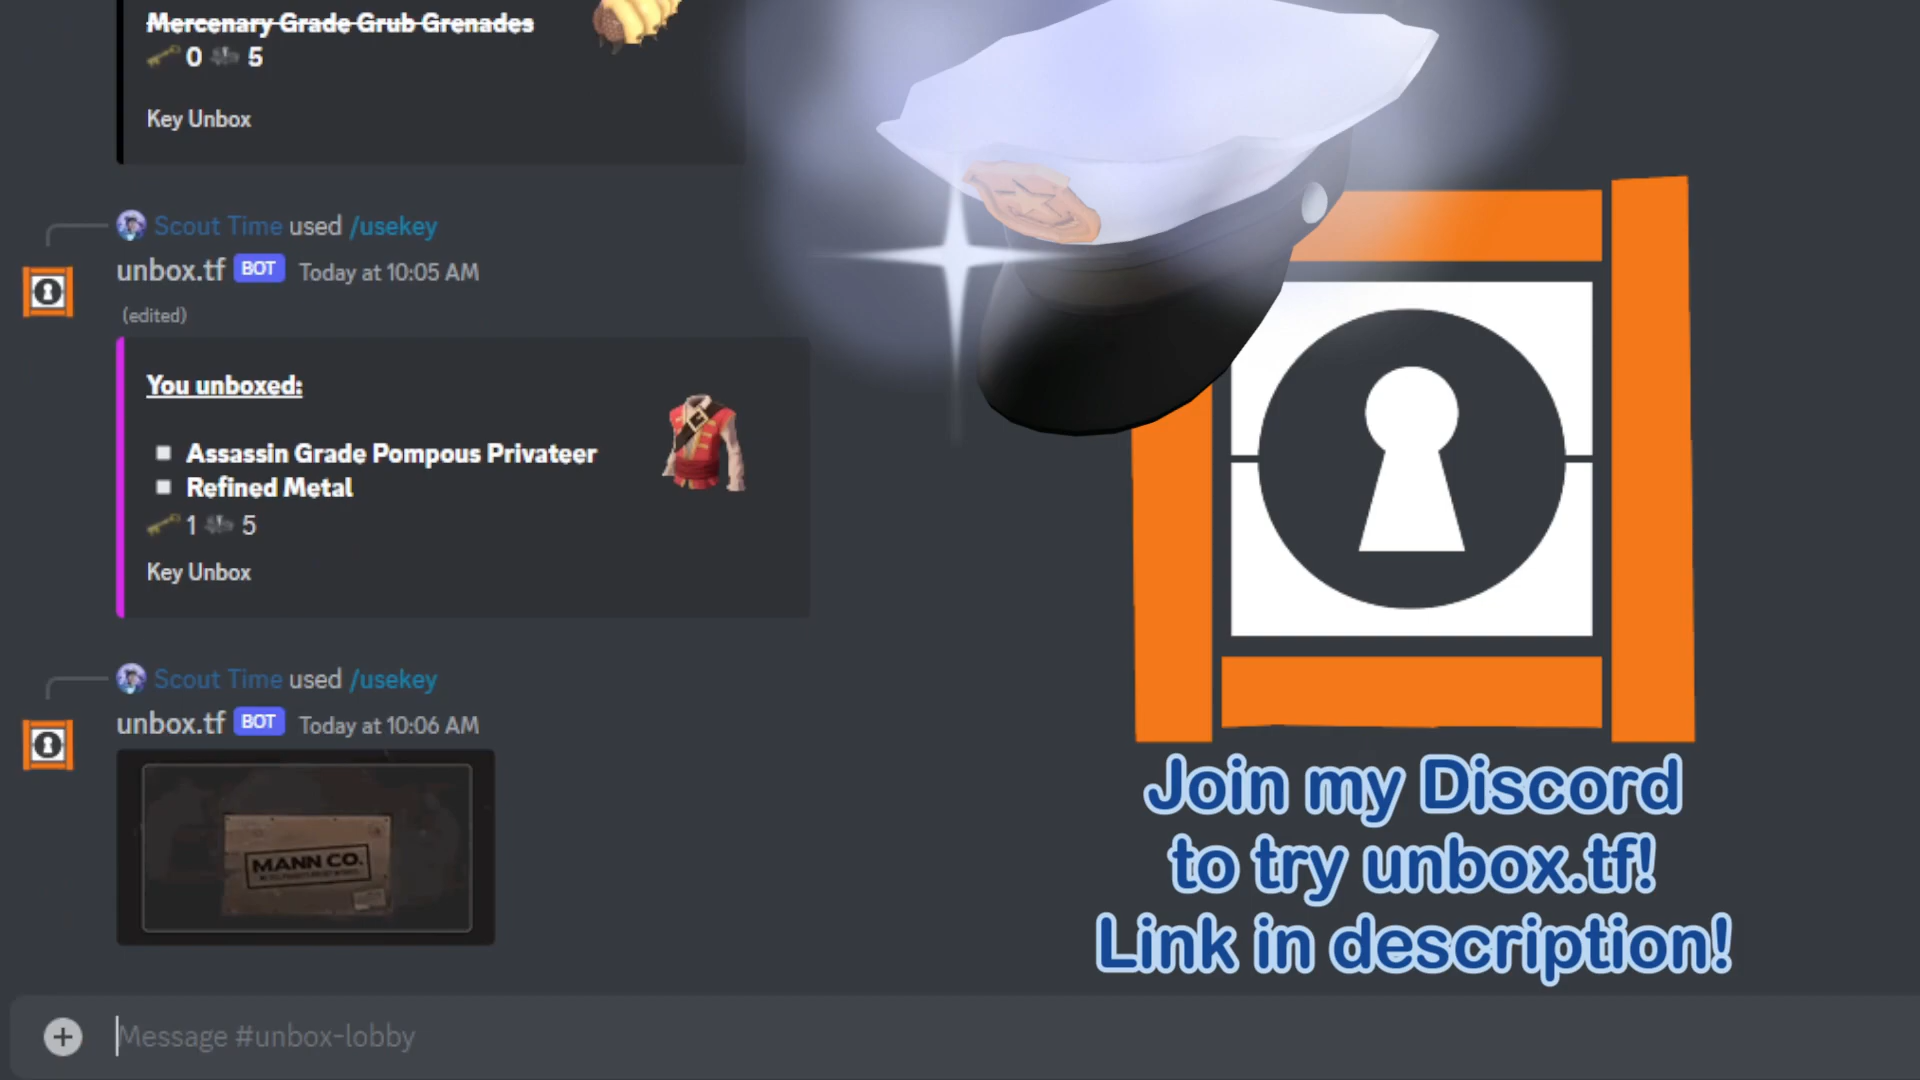 Mercenary Grade Grub Grenades
0 5
Key Unbox
Scout Time used /usekey
unbox.tf BOT Today at 10:05 AM
(edited)
You unboxed:
Assassin Grade Pompous Privateer
Refined Metal
1 5
Key Unbox
Scout Time used /usekey
unbox.tf BOT Today at 10:06 AM
MANN CO.
Join my Discord
to try unbox.tf!
Link in description!
Message #unbox-lobby